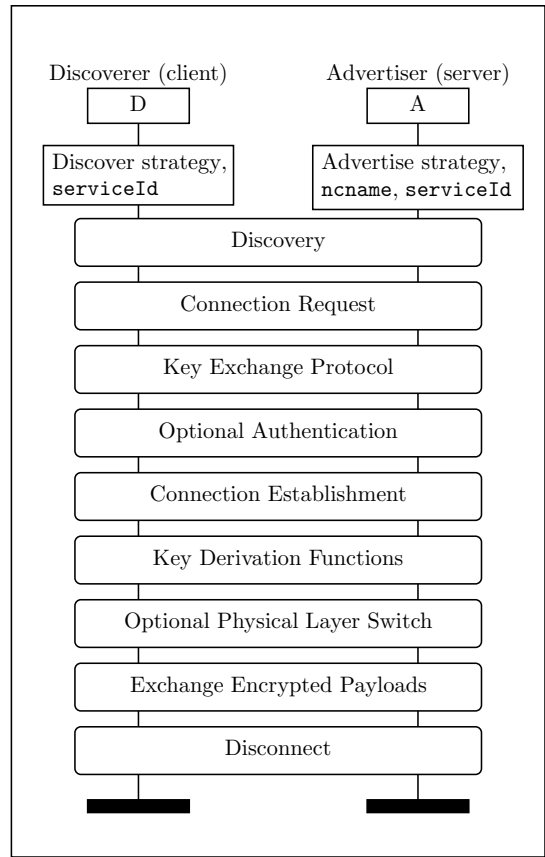 Discoverer (client)
Advertiser (server)
D
A
Discover strategy,
serviceId
Advertise strategy,
ncname, serviceId
Discovery
Connection Request
Key Exchange Protocol
Optional Authentication
Connection Establishment
Key Derivation Functions
Optional Physical Layer Switch
Exchange Encrypted Payloads
Disconnect